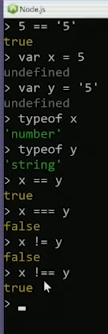 Node.js
> 5 == '5'
true
> var x = 5
undefined
> var y = '5'
undefined
> typeof x
'number'
> typeof y
'string'
> x == y
true
> x === y
false
> x != y
false
> x !== y
true
>